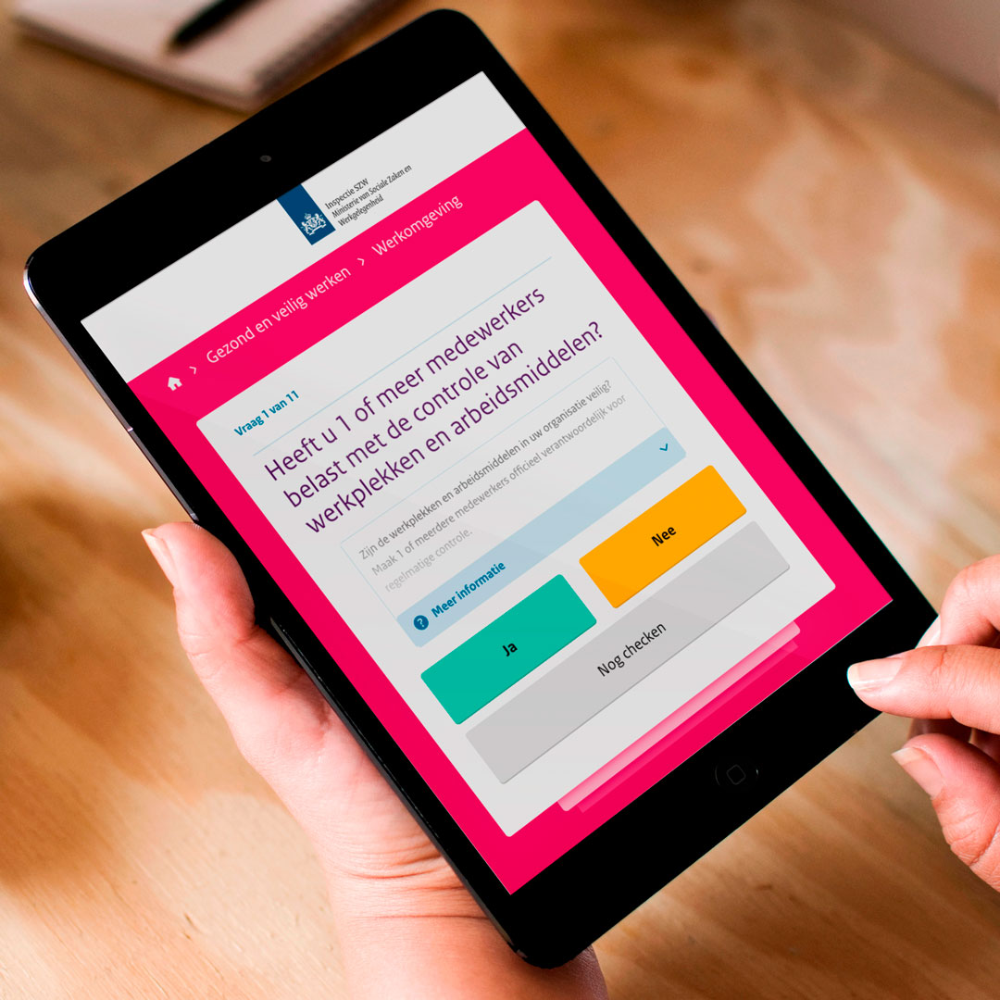 Inspectie SZW
Ministerie van Sociale Zaken en
Werkgelegenheid
Gezond en veilig werken > Werkomgeving
Vraag 1 van 11
Heeft u 1 of meer medewerkers
belast met de controle van
werkplekken en arbeidsmiddelen?
Zijn de werkplekken en arbeidsmiddelen in uw organisatie veilig?
Maak 1 of meerdere medewerkers officieel verantwoordelijk voor
regelmatige controle.
? Meer informatie
Ja
Nee
Nog checken